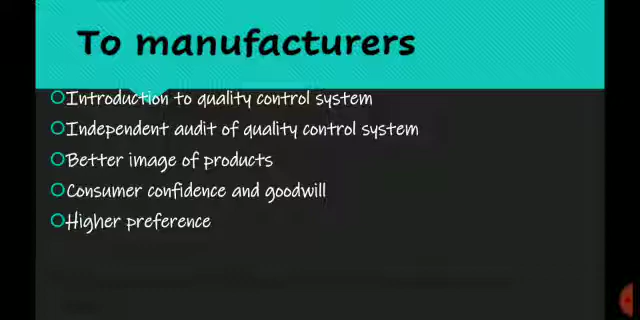 To manufacturers
Introduction to quality control system
Independent audit of quality control system
Better image of products
Consumer confidence and goodwill
Higher preference